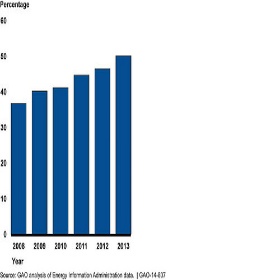 Percentage
60
50
40
30
20
10
0
2008 2009 2010 2011 2012 2013
Year
Source: GAO analysis of Energy Information Administration data. | GAO-14-807